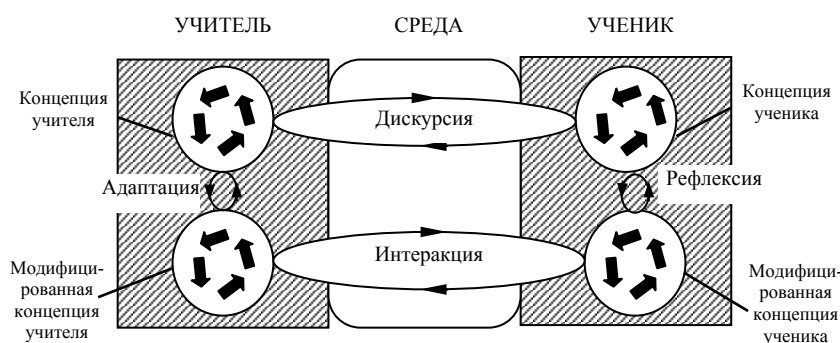 УЧИТЕЛЬ СРЕДА УЧЕНИК
Концепция
учителя
Дискурсия
Концепция
ученика
Адаптация
Рефлексия
Модифици-
рованная
концепция
учителя
Интеракция
Модифици-
рованная
концепция
ученика